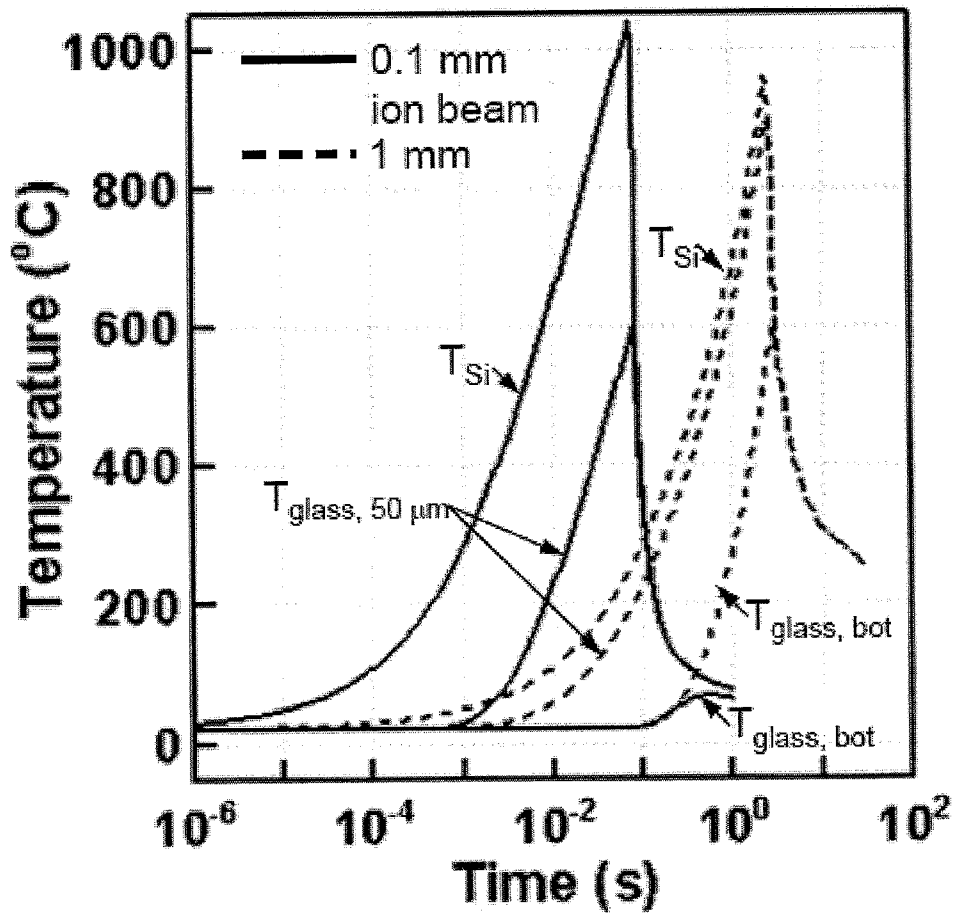 1000
800
600
400
200
0
Temperature (°C)
0.1 mm
ion beam
1 mm
T_Si
T_Si
T_glass, 50 μm
T_glass, bot
T_glass, bot
10^-6
10^-4
10^-2
10^0
10^2
Time (s)